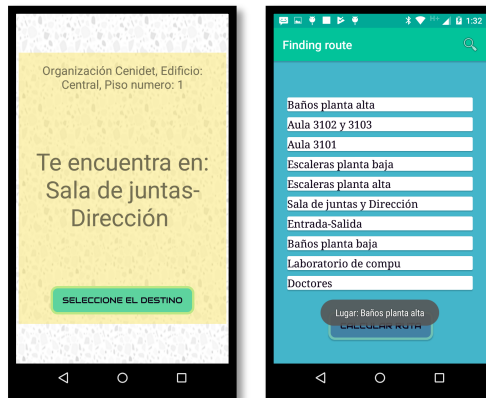 Organización Cenidet, Edificio:
Central, Piso numero: 1
Te encuentra en:
Sala de juntas-
Dirección
SELECCIONE EL DESTINO
H+ 1:32
Finding route
Baños planta alta
Aula 3102 y 3103
Aula 3101
Escaleras planta baja
Escaleras planta alta
Sala de juntas y Dirección
Entrada-Salida
Baños planta baja
Laboratorio de compu
Doctores
Lugar: Baños planta alta
CALCULAR RUTA